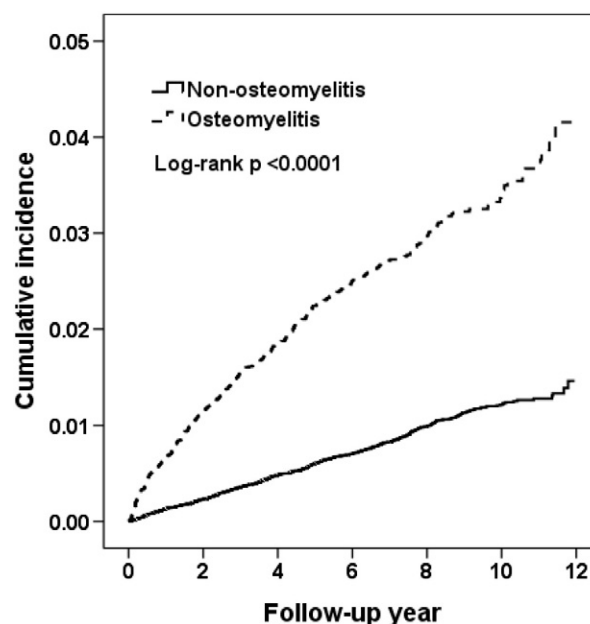 0.05
Non-osteomyelitis
Osteomyelitis
0.04
Log-rank p <0.0001
0.03
0.02
0.01
0.00
Cumulative incidence
0 2 4 6 8 10 12
Follow-up year